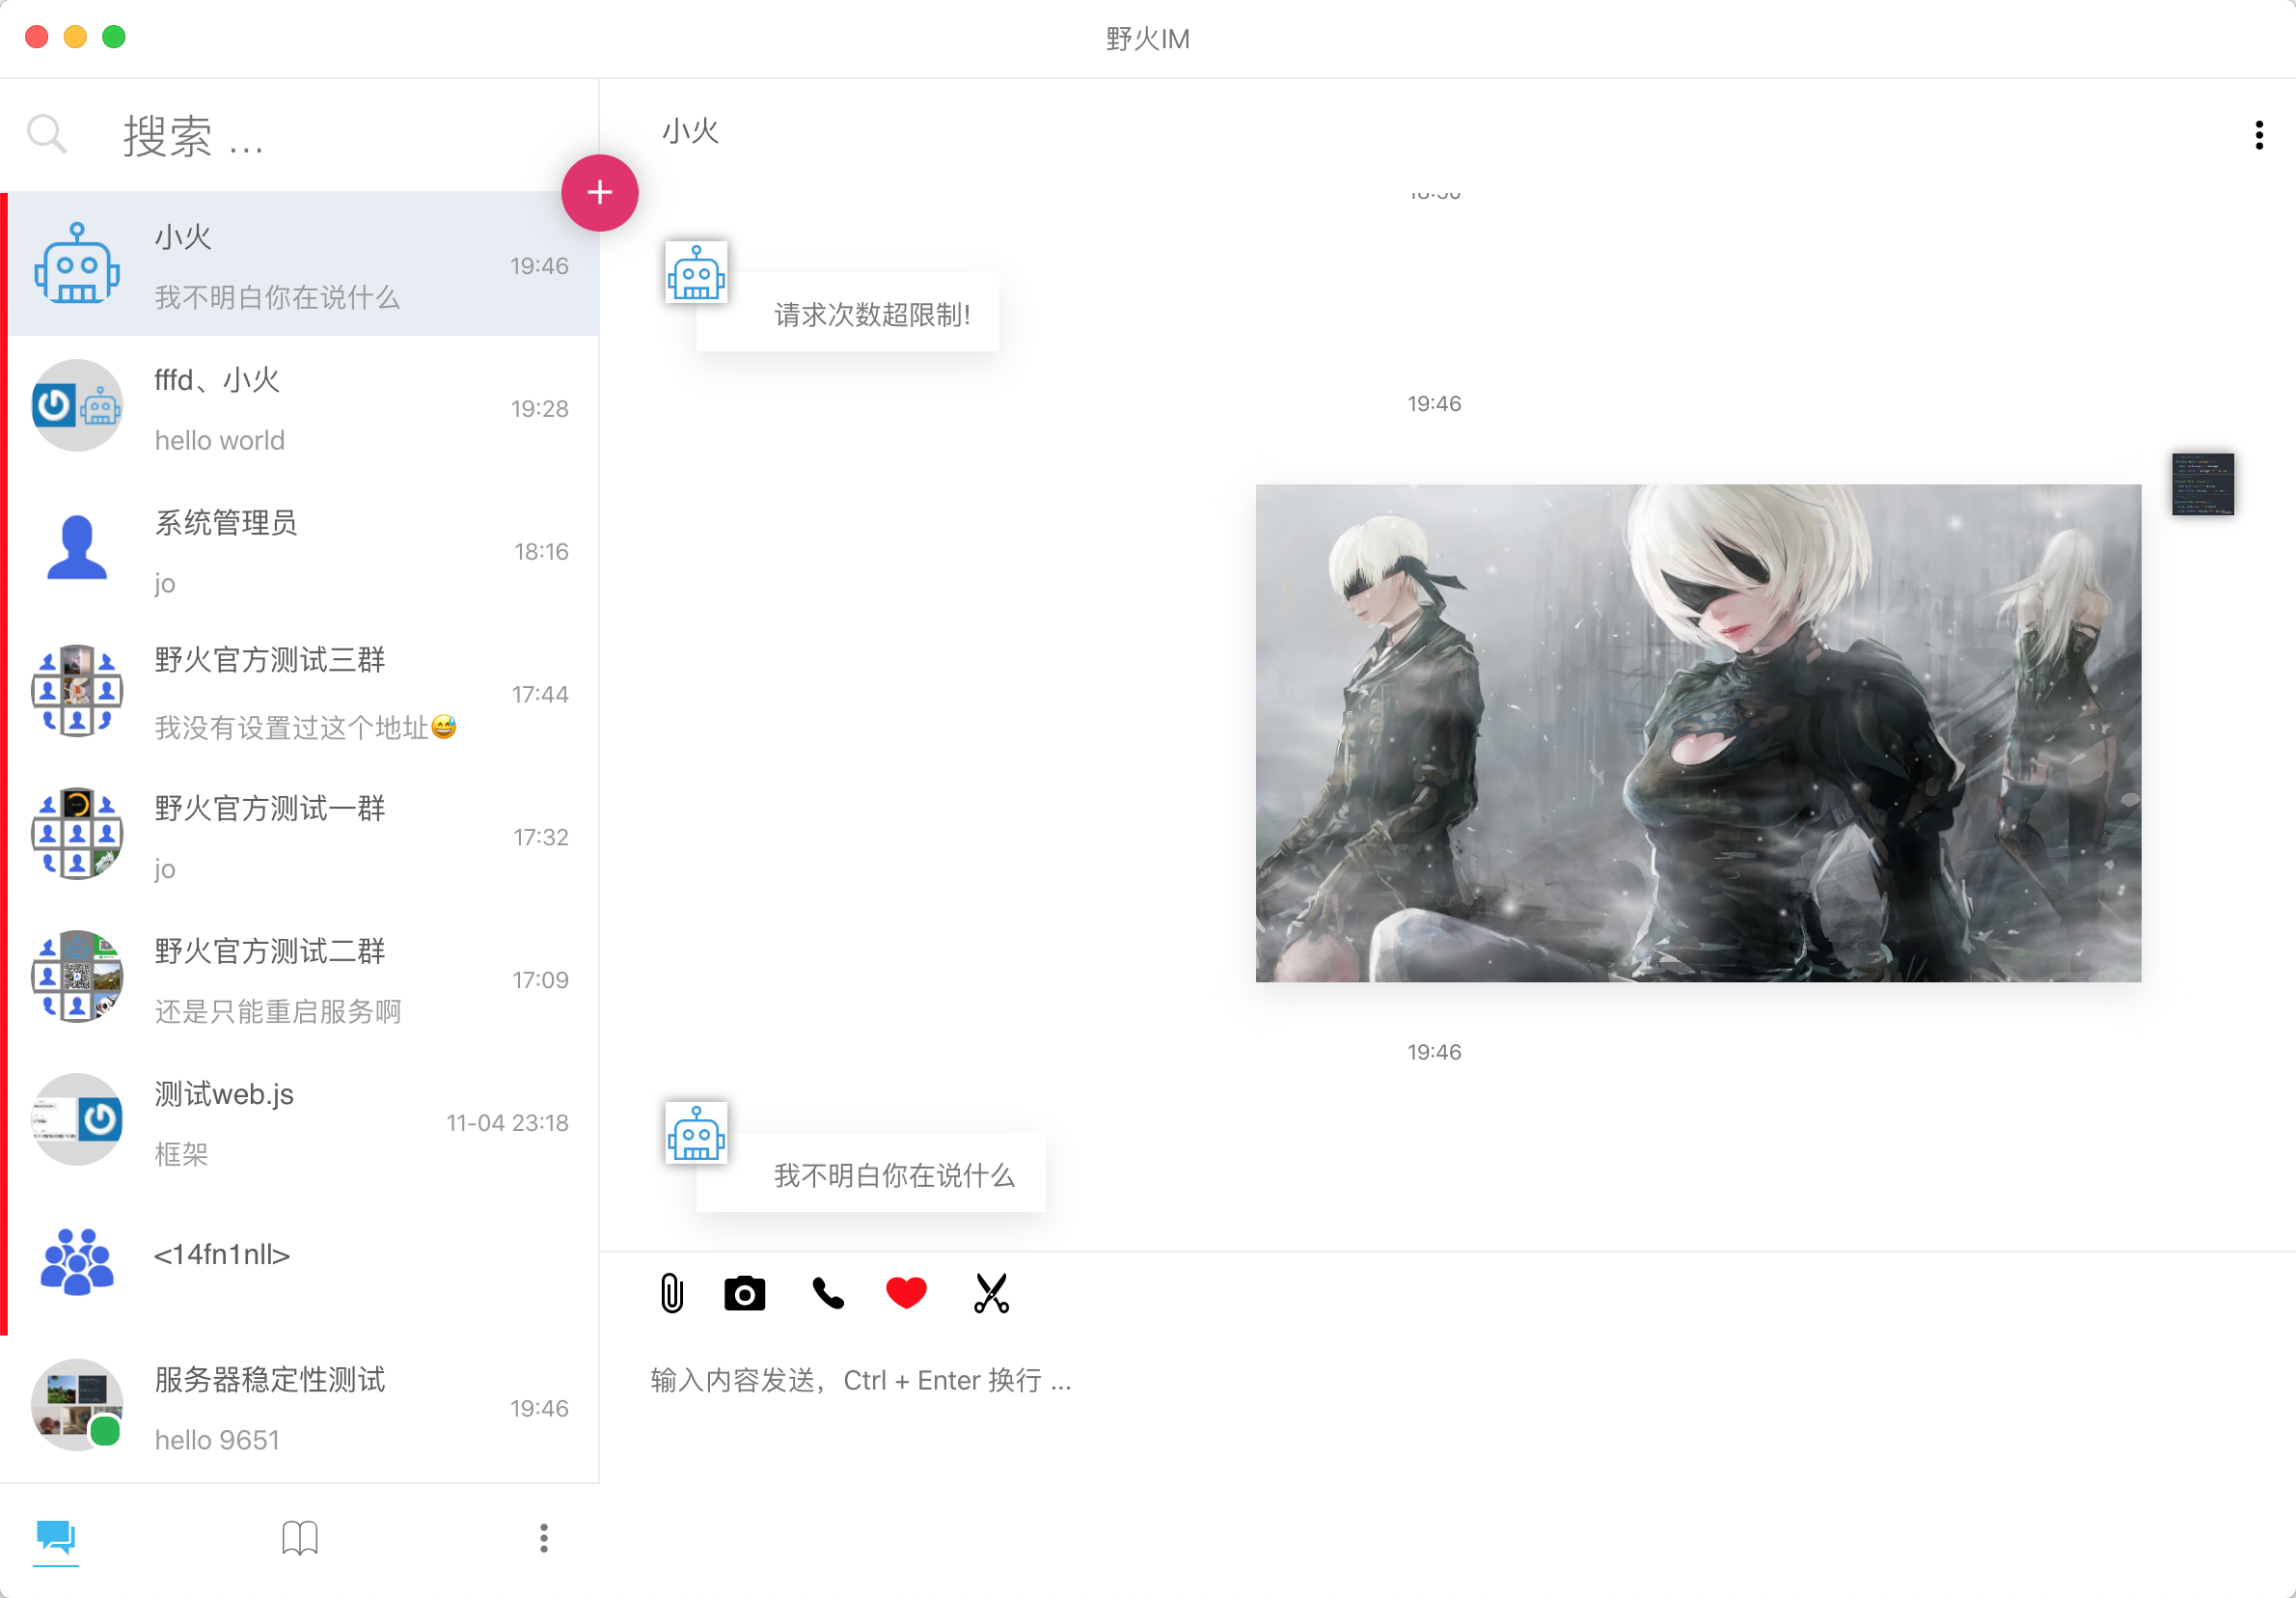 野火IM
搜索 ...
小火
19:46
我不明白你在说什么
fffd、小火
19:28
hello world
系统管理员
18:16
jo
野火官方测试三群
17:44
我没有设置过这个地址😅
野火官方测试一群
17:32
jo
野火官方测试二群
17:09
还是只能重启服务啊
测试web.js
11-04 23:18
框架
<14fn1nll>
服务器稳定性测试
19:46
hello 9651
小火
请求次数超限制!
19:46
19:46
我不明白你在说什么
输入内容发送，Ctrl + Enter 换行 ...